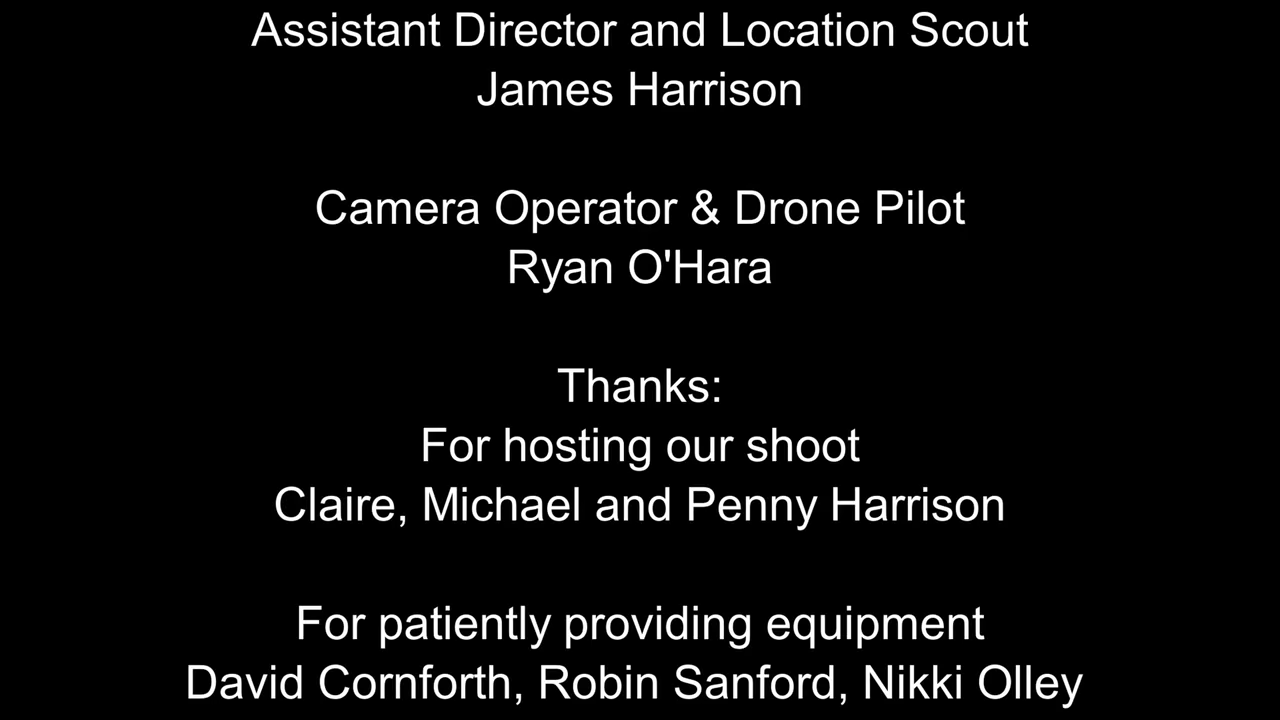 Assistant Director and Location Scout
James Harrison
Camera Operator & Drone Pilot
Ryan O'Hara
Thanks:
For hosting our shoot
Claire, Michael and Penny Harrison
For patiently providing equipment
David Cornforth, Robin Sanford, Nikki Olley